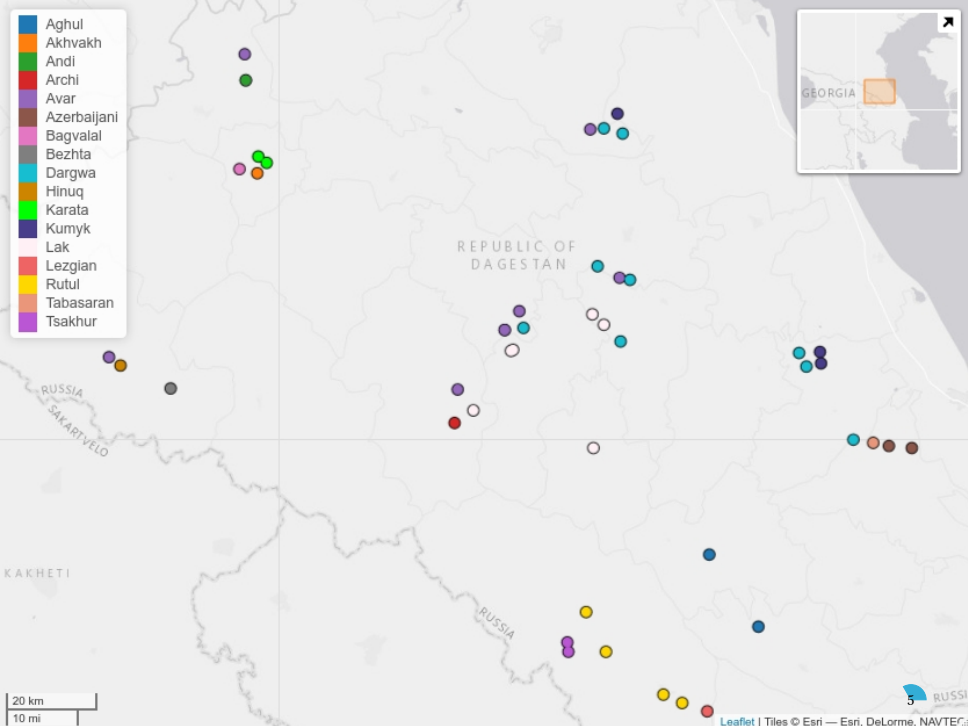 Aghul
Akhvakh
Andi
Archi
Avar
Azerbaijani
Bagvalal
Bezhta
Dargwa
Hinuq
Karata
Kumyk
Lak
Lezgian
Rutul
Tabasaran
Tsakhur
GEORGIA
REPUBLIC OF
DAGESTAN
RUSSIA
SAKARTVELO
KAKHETI
RUSSIA
5
RUSSI
20 km
10 mi
Leaflet | Tiles © Esri — Esri, DeLorme, NAVTEQ